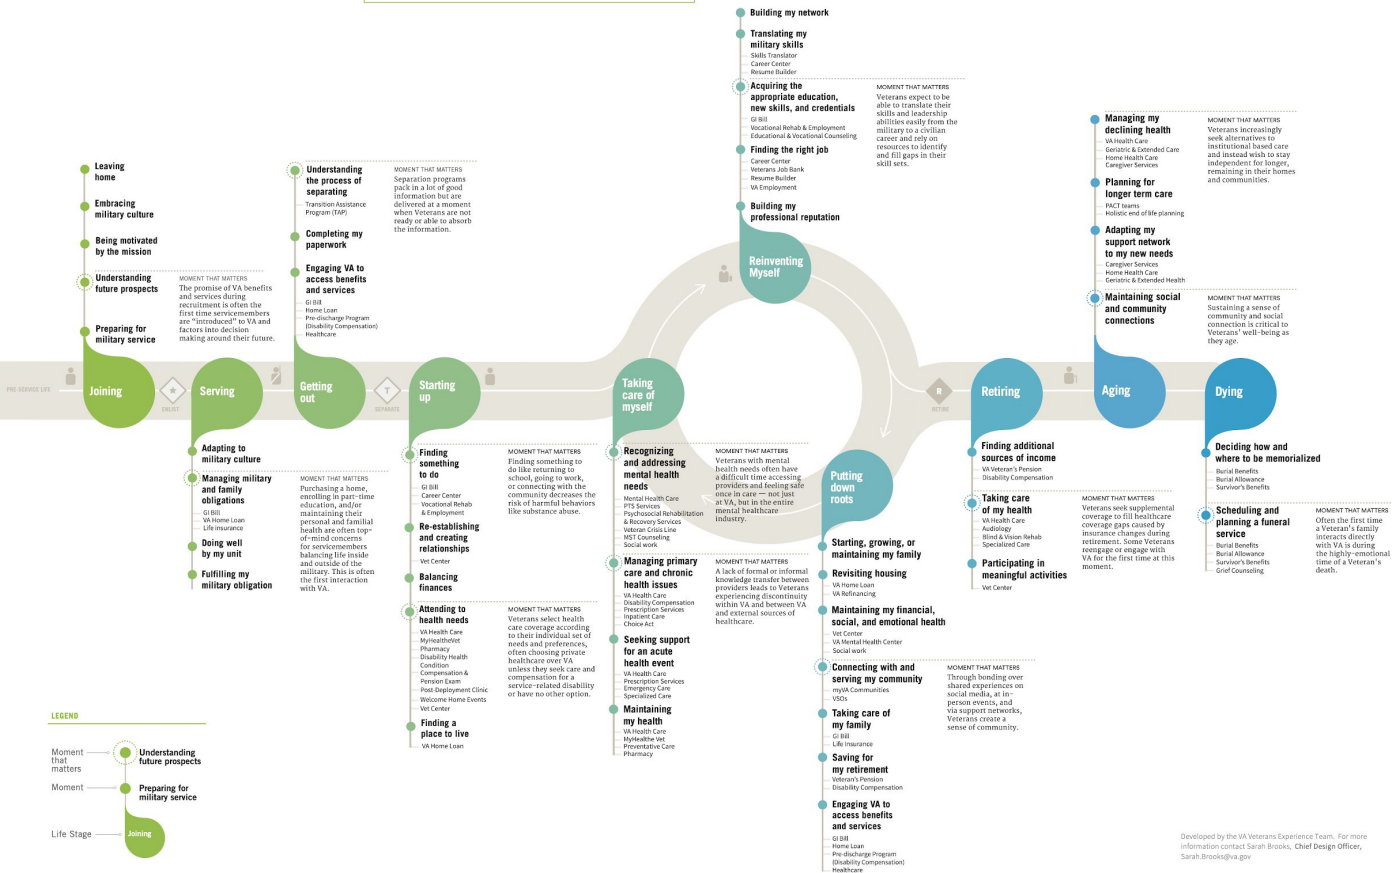 Leaving
home
Embracing
military culture
Being motivated
by the mission
Understanding
future prospects
MOMENT THAT MATTERS
The promise of VA benefits
and services during
recruitment is often the
first time servicemembers
are “introduced” to VA and
factors into decision
making around their future.
Preparing for
military service
PRE-SERVICE LIFE
Joining
ENLIST
Serving
Adapting to
military culture
Managing military
and family
obligations
GI Bill
VA Home Loan
Life insurance
MOMENT THAT MATTERS
Purchasing a home,
enrolling in part-time
education, and/or
maintaining their
personal and familial
health are often top-
of-mind concerns
for servicemembers
balancing life inside
and outside of the
military. This is often
the first interaction
with VA.
Doing well
by my unit
Fulfilling my
military obligation
Understanding
the process of
separating
Transition Assistance
Program (TAP)
MOMENT THAT MATTERS
Separation programs
pack in a lot of good
information but are
delivered at a moment
when Veterans are not
ready or able to absorb
the information.
Completing my
paperwork
Engaging VA to
access benefits
and services
GI Bill
Home Loan
Pre-discharge Program
(Disability Compensation)
Healthcare
Getting
out
T
SEPARATE
Starting
up
Finding
something
to do
GI Bill
Career Center
Vocational Rehab
& Employment
MOMENT THAT MATTERS
Finding something to
do like returning to
school, going to work,
or connecting with the
community decreases the
risk of harmful behaviors
like substance abuse.
Re-establishing
and creating
relationships
Vet Center
Balancing
finances
Attending to
health needs
VA Health Care
MyHealtheVet
Pharmacy
Disability Health
Condition
Compensation &
Pension Exam
Post-Deployment Clinic
Welcome Home Events
Vet Center
MOMENT THAT MATTERS
Veterans select health
care coverage according
to their individual set of
needs and preferences,
often choosing private
healthcare over VA
unless they seek care and
compensation for a
service-related disability
or have no other option.
Finding a
place to live
VA Home Loan
Taking
care of
myself
Recognizing
and addressing
mental health
needs
Mental Health Care
PTS Services
Psychosocial Rehabilitation
& Recovery Services
Veteran Crisis Line
MST Counseling
Social work
MOMENT THAT MATTERS
Veterans with mental
health needs often have
a difficult time accessing
providers and feeling safe
once in care — not just
at VA, but in the entire
mental healthcare
industry.
Managing primary
care and chronic
health issues
VA Health Care
Disability Compensation
Prescription Services
Inpatient Care
Choice Act
MOMENT THAT MATTERS
A lack of formal or informal
knowledge transfer between
providers leads to Veterans
experiencing discontinuity
within VA and between VA
and external sources of
healthcare.
Seeking support
for an acute
health event
VA Health Care
Prescription Services
Emergency Care
Specialized Care
Maintaining
my health
VA Health Care
MyHealthe Vet
Preventative Care
Pharmacy
Building my network
Translating my
military skills
Skills Translator
Career Center
Resume Builder
Acquiring the
appropriate education,
new skills, and credentials
GI Bill
Vocational Rehab & Employment
Educational & Vocational Counseling
MOMENT THAT MATTERS
Veterans expect to be
able to translate their
skills and leadership
abilities easily from the
military to a civilian
career and rely on
resources to identify
and fill gaps in their
skill sets.
Finding the right job
Career Center
Veterans Job Bank
Resume Builder
VA Employment
Building my
professional reputation
Reinventing
Myself
Putting
down
roots
Starting, growing, or
maintaining my family
Revisiting housing
VA Home Loan
VA Refinancing
Maintaining my financial,
social, and emotional health
Vet Center
VA Mental Health Center
Social work
Connecting with and
serving my community
myVA Communities
VSOs
MOMENT THAT MATTERS
Through bonding over
shared experiences on
social media, at in-
person events, and
via support networks,
Veterans create a
sense of community.
Taking care of
my family
GI Bill
Life Insurance
Saving for
my retirement
Veteran's Pension
Disability Compensation
Engaging VA to
access benefits
and services
GI Bill
Home Loan
Pre-discharge Program
(Disability Compensation)
Healthcare
R
RETIRE
Retiring
Finding additional
sources of income
VA Veteran's Pension
Disability Compensation
Taking care
of my health
VA Health Care
Audiology
Blind & Vision Rehab
Specialized Care
MOMENT THAT MATTERS
Veterans seek supplemental
coverage to fill healthcare
coverage gaps caused by
insurance changes during
retirement. Some Veterans
reengage or engage with
VA for the first time at this
moment.
Participating in
meaningful activities
Vet Center
Managing my
declining health
VA Health Care
Geriatric & Extended Care
Home Health Care
Caregiver Services
MOMENT THAT MATTERS
Veterans increasingly
seek alternatives to
institutional based care
and instead wish to stay
independent for longer,
remaining in their homes
and communities.
Planning for
longer term care
PACT teams
Holistic end of life planning
Adapting my
support network
to my new needs
Caregiver Services
Home Health Care
Geriatric & Extended Health
Maintaining social
and community
connections
MOMENT THAT MATTERS
Sustaining a sense of
community and social
connection is critical to
Veterans' well-being as
they age.
Aging
Dying
Deciding how and
where to be memorialized
Burial Benefits
Burial Allowance
Survivor's Benefits
Scheduling and
planning a funeral
service
Burial Benefits
Burial Allowance
Survivor's Benefits
Grief Counseling
MOMENT THAT MATTERS
Often the first time
a Veteran's family
interacts directly
with VA is during
the highly-emotional
time of a Veteran's
death.
LEGEND
Moment
that
matters
Understanding
future prospects
Moment
Preparing for
military service
Life Stage
Joining
Developed by the VA Veterans Experience Team. For more
information contact Sarah Brooks, Chief Design Officer,
Sarah.Brooks@va.gov